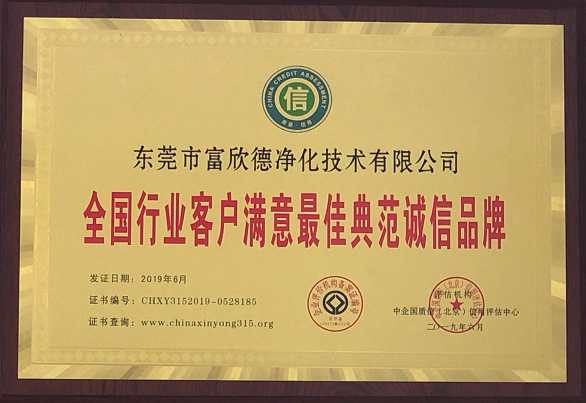 CHINA CREDIT ASSESSMENT
信
质量 信用
东莞市富欣德净化技术有限公司
全国行业客户满意最佳典范诚信品牌
发证日期：2019年6月
证书编号：CHXY3152019-0528185
证书查询：www.chinaxinyong315.org
评估机构
中企国质信（北京）信用评估中心
二〇一九年六月